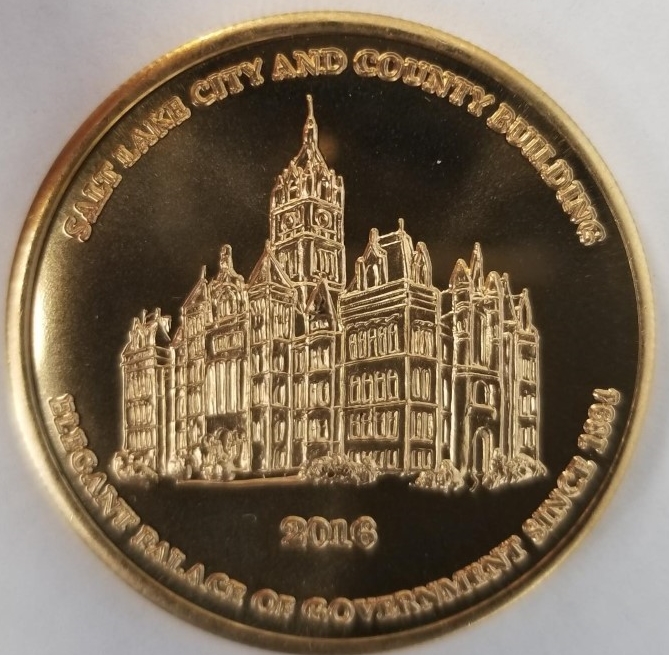 SALT LAKE CITY AND COUNTY BUILDING
2016
ELEGANT PALACE OF GOVERNMENT SINCE 1894